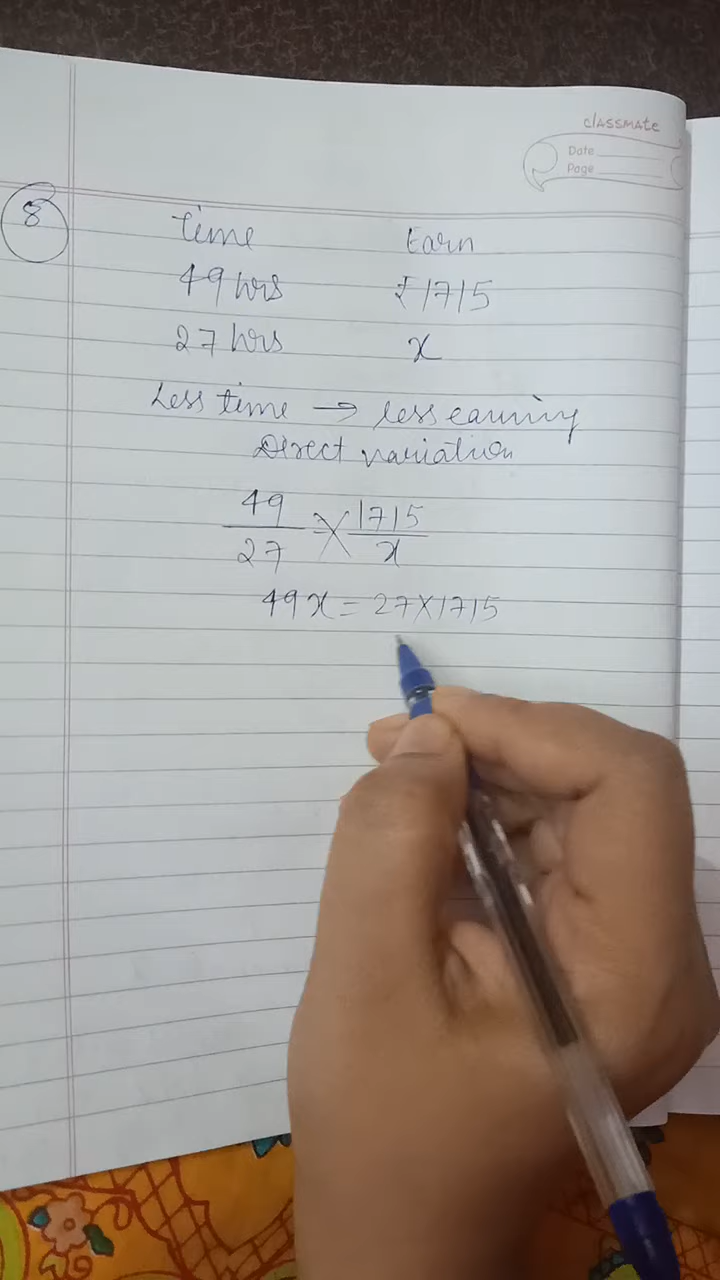 classmate
Date
Page
8
Time Earn
49 hrs ₹1715
27 hrs x
Less time → less earning
Direct variation
49/27 = 1715/x
49x = 27×1715